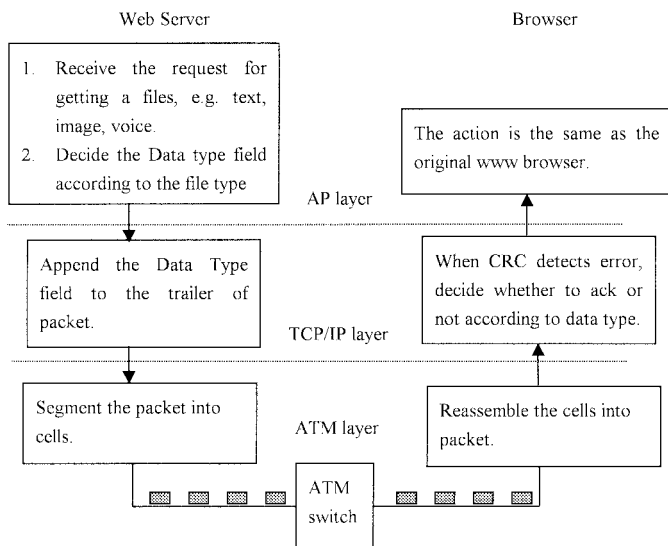 Web Server
Browser
1. Receive the request for
getting a files, e.g. text,
image, voice.
2. Decide the Data type field
according to the file type
The action is the same as the
original www browser.
AP layer
Append the Data Type
field to the trailer of
packet.
When CRC detects error,
decide whether to ack or
not according to data type.
TCP/IP layer
Segment the packet into
cells.
Reassemble the cells into
packet.
ATM layer
ATM
switch